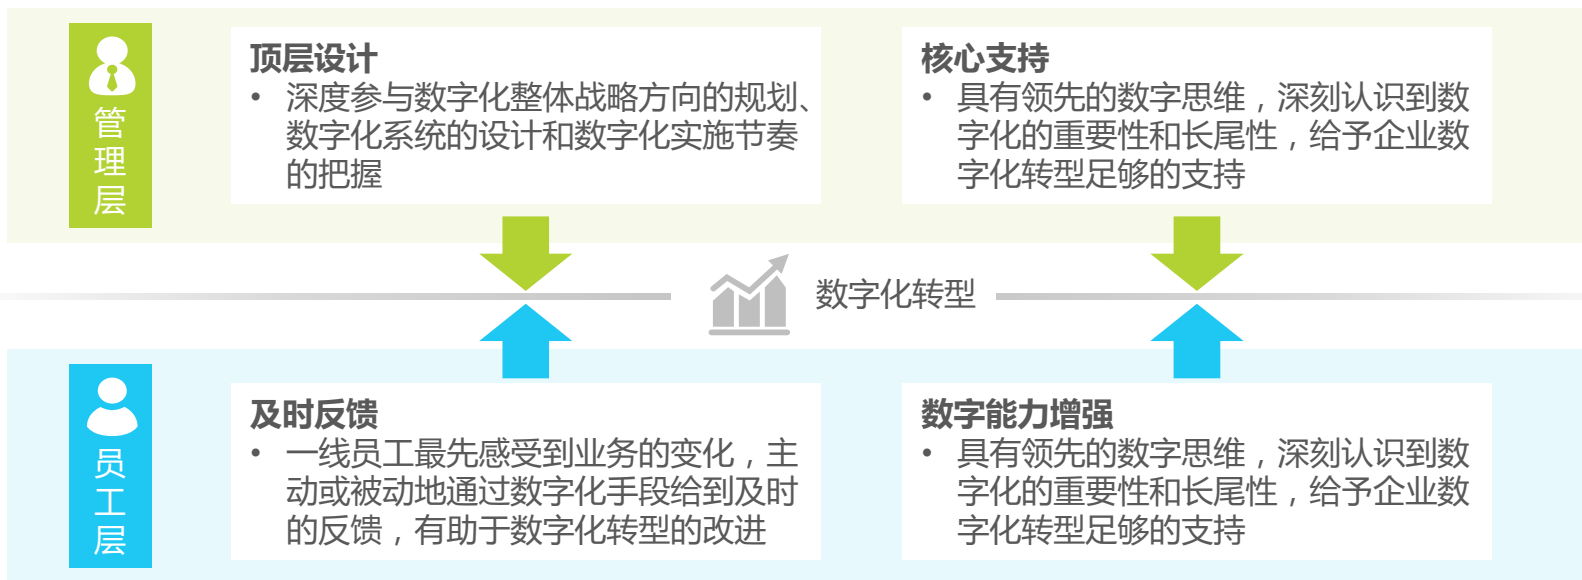 管理层
顶层设计
• 深度参与数字化整体战略方向的规划、
数字化系统的设计和数字化实施节奏
的把握
核心支持
• 具有领先的数字思维，深刻认识到数
字化的重要性和长尾性，给予企业数
字化转型足够的支持
数字化转型
员工层
及时反馈
• 一线员工最先感受到业务的变化，主
动或被动地通过数字化手段给到及时
的反馈，有助于数字化转型的改进
数字能力增强
• 具有领先的数字思维，深刻认识到数
字化的重要性和长尾性，给予企业数
字化转型足够的支持